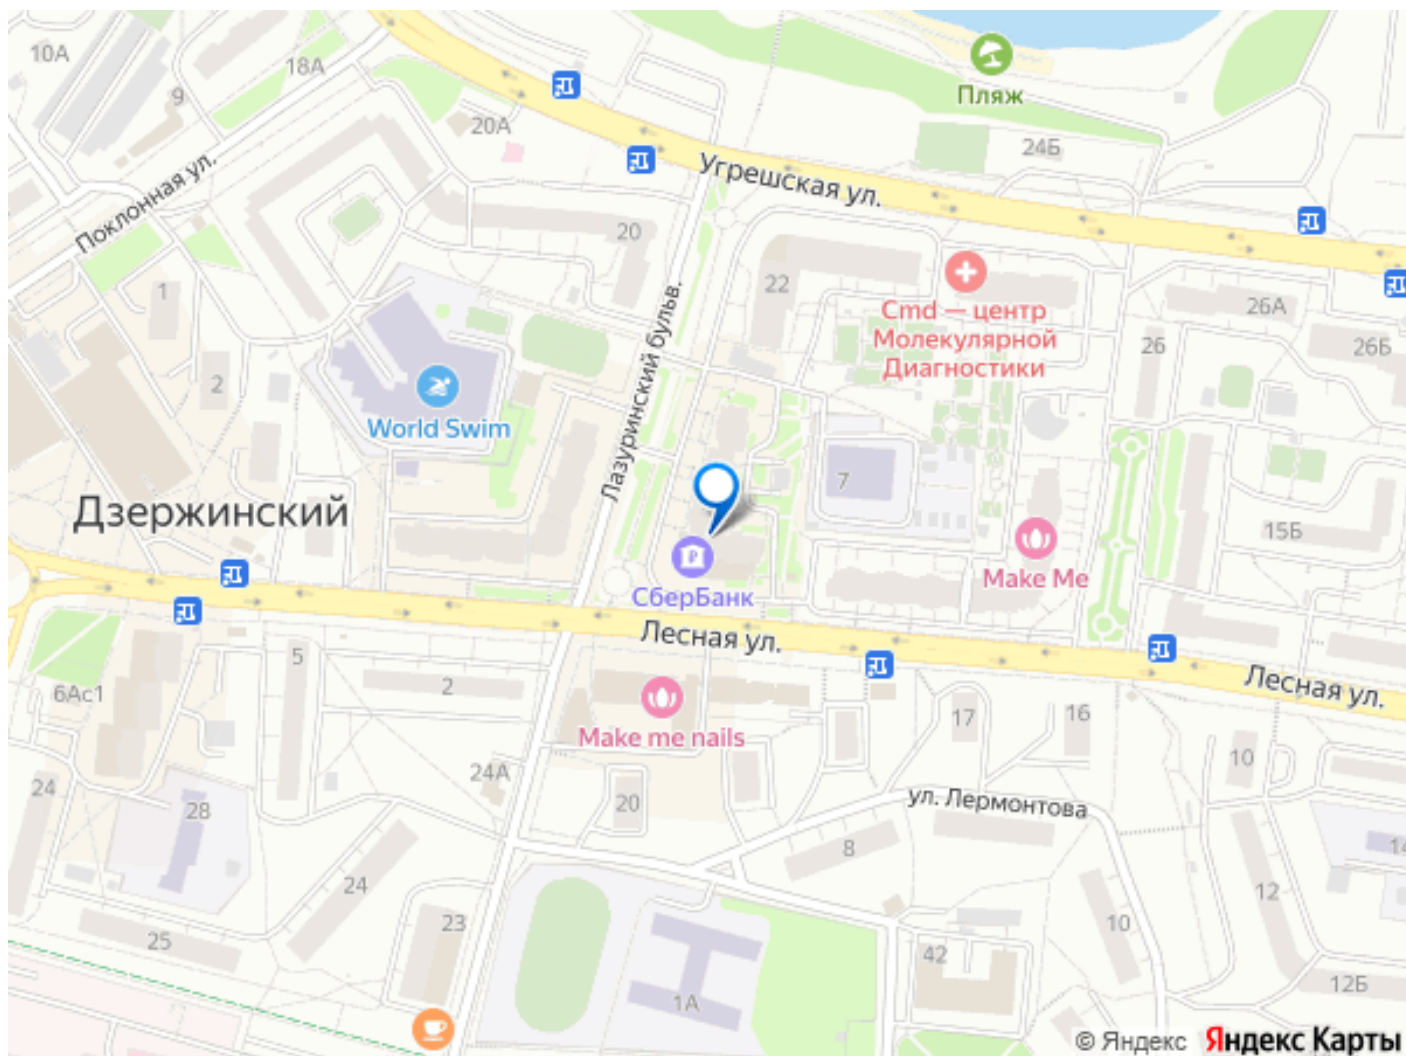 10А
18А
9
20А
Пляж
24Б
Угрешская ул.
Поклонная ул.
20
1
22
Cmd — центр
Молекулярной
Диагностики
26А
26
26Б
2
World Swim
Лазуринский бульв.
7
Дзержинский
15Б
Make Me
СберБанк
Лесная ул.
5
2
6Ас1
Лесная ул.
Make me nails
17
16
10
24А
24
28
20
ул. Лермонтова
8
14
24
12
23
10
25
42
12Б
1А
© Яндекс
Яндекс Карты